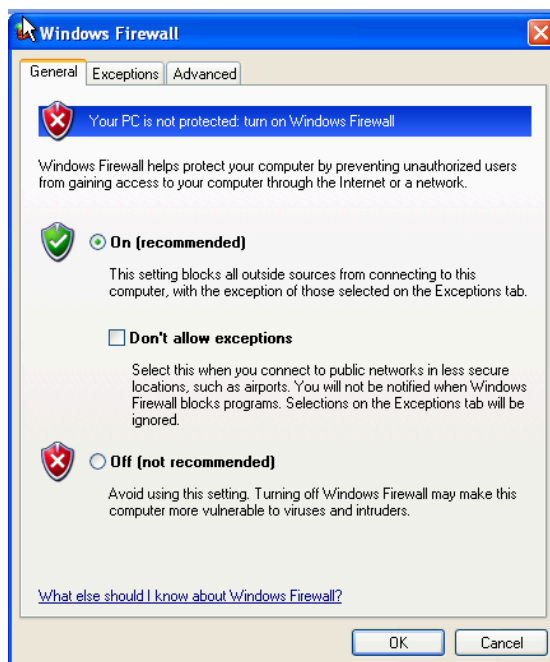 Windows Firewall
General Exceptions Advanced
Your PC is not protected: turn on Windows Firewall
Windows Firewall helps protect your computer by preventing unauthorized users
from gaining access to your computer through the Internet or a network.
On (recommended)
This setting blocks all outside sources from connecting to this
computer, with the exception of those selected on the Exceptions tab.
Don't allow exceptions
Select this when you connect to public networks in less secure
locations, such as airports. You will not be notified when Windows
Firewall blocks programs. Selections on the Exceptions tab will be
ignored.
Off (not recommended)
Avoid using this setting. Turning off Windows Firewall may make this
computer more vulnerable to viruses and intruders.
What else should I know about Windows Firewall?
OK Cancel